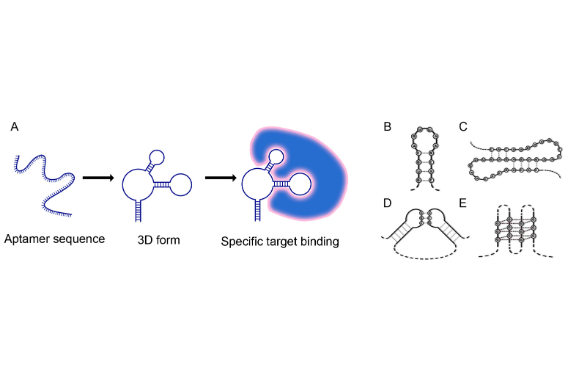 A
B
C
Aptamer sequence
3D form
Specific target binding
D
E